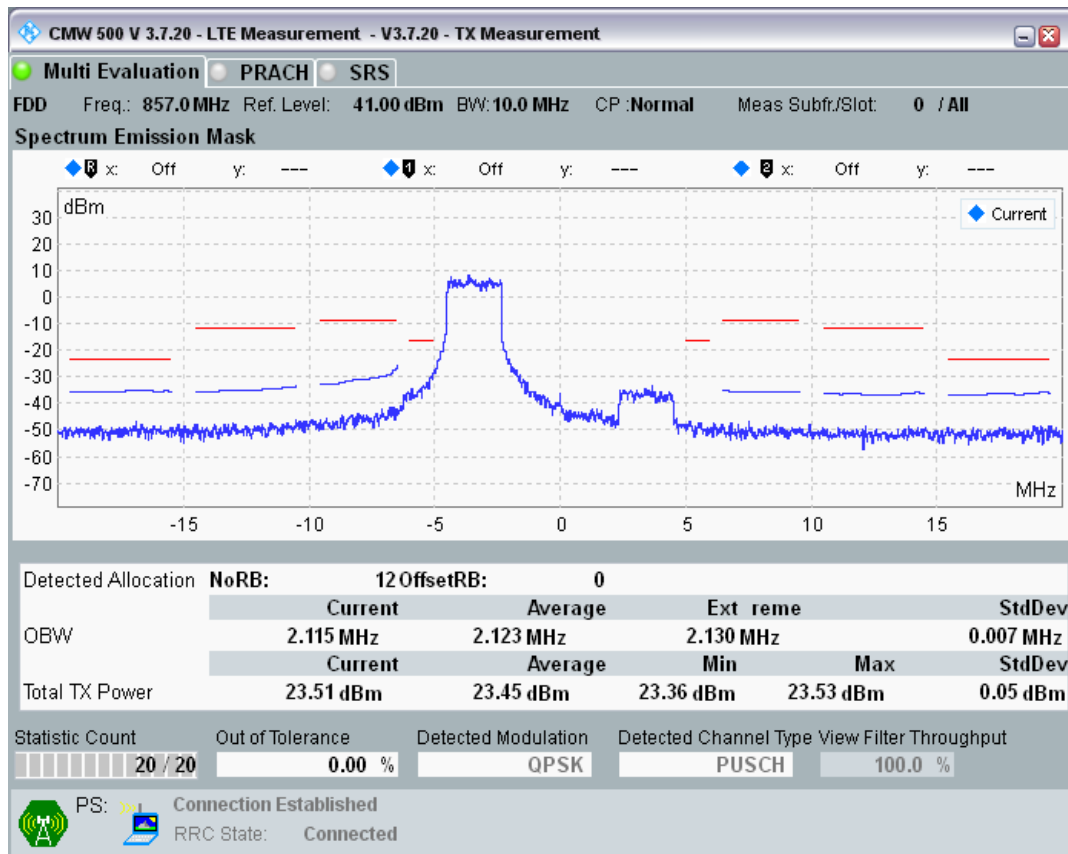 CMW 500 V 3.7.20 - LTE Measurement - V3.7.20 - TX Measurement
Multi Evaluation PRACH SRS
FDD Freq.: 857.0 MHz Ref. Level: 41.00 dBm BW: 10.0 MHz CP :Normal Meas Subfr./Slot: 0 / All
Spectrum Emission Mask
R x: Off y: --- 1 x: Off y: --- 2 x: Off y: ---
dBm
Current
30
20
10
0
-10
-20
-30
-40
-50
-60
-70
MHz
-15 -10 -5 0 5 10 15
Detected Allocation NoRB: 12 OffsetRB: 0
Current Average Ext reme StdDev
OBW 2.115 MHz 2.123 MHz 2.130 MHz 0.007 MHz
Current Average Min Max StdDev
Total TX Power 23.51 dBm 23.45 dBm 23.36 dBm 23.53 dBm 0.05 dBm
Statistic Count Out of Tolerance Detected Modulation Detected Channel Type View Filter Throughput
20 / 20 0.00 % QPSK PUSCH 100.0 %
PS: Connection Established
RRC State: Connected